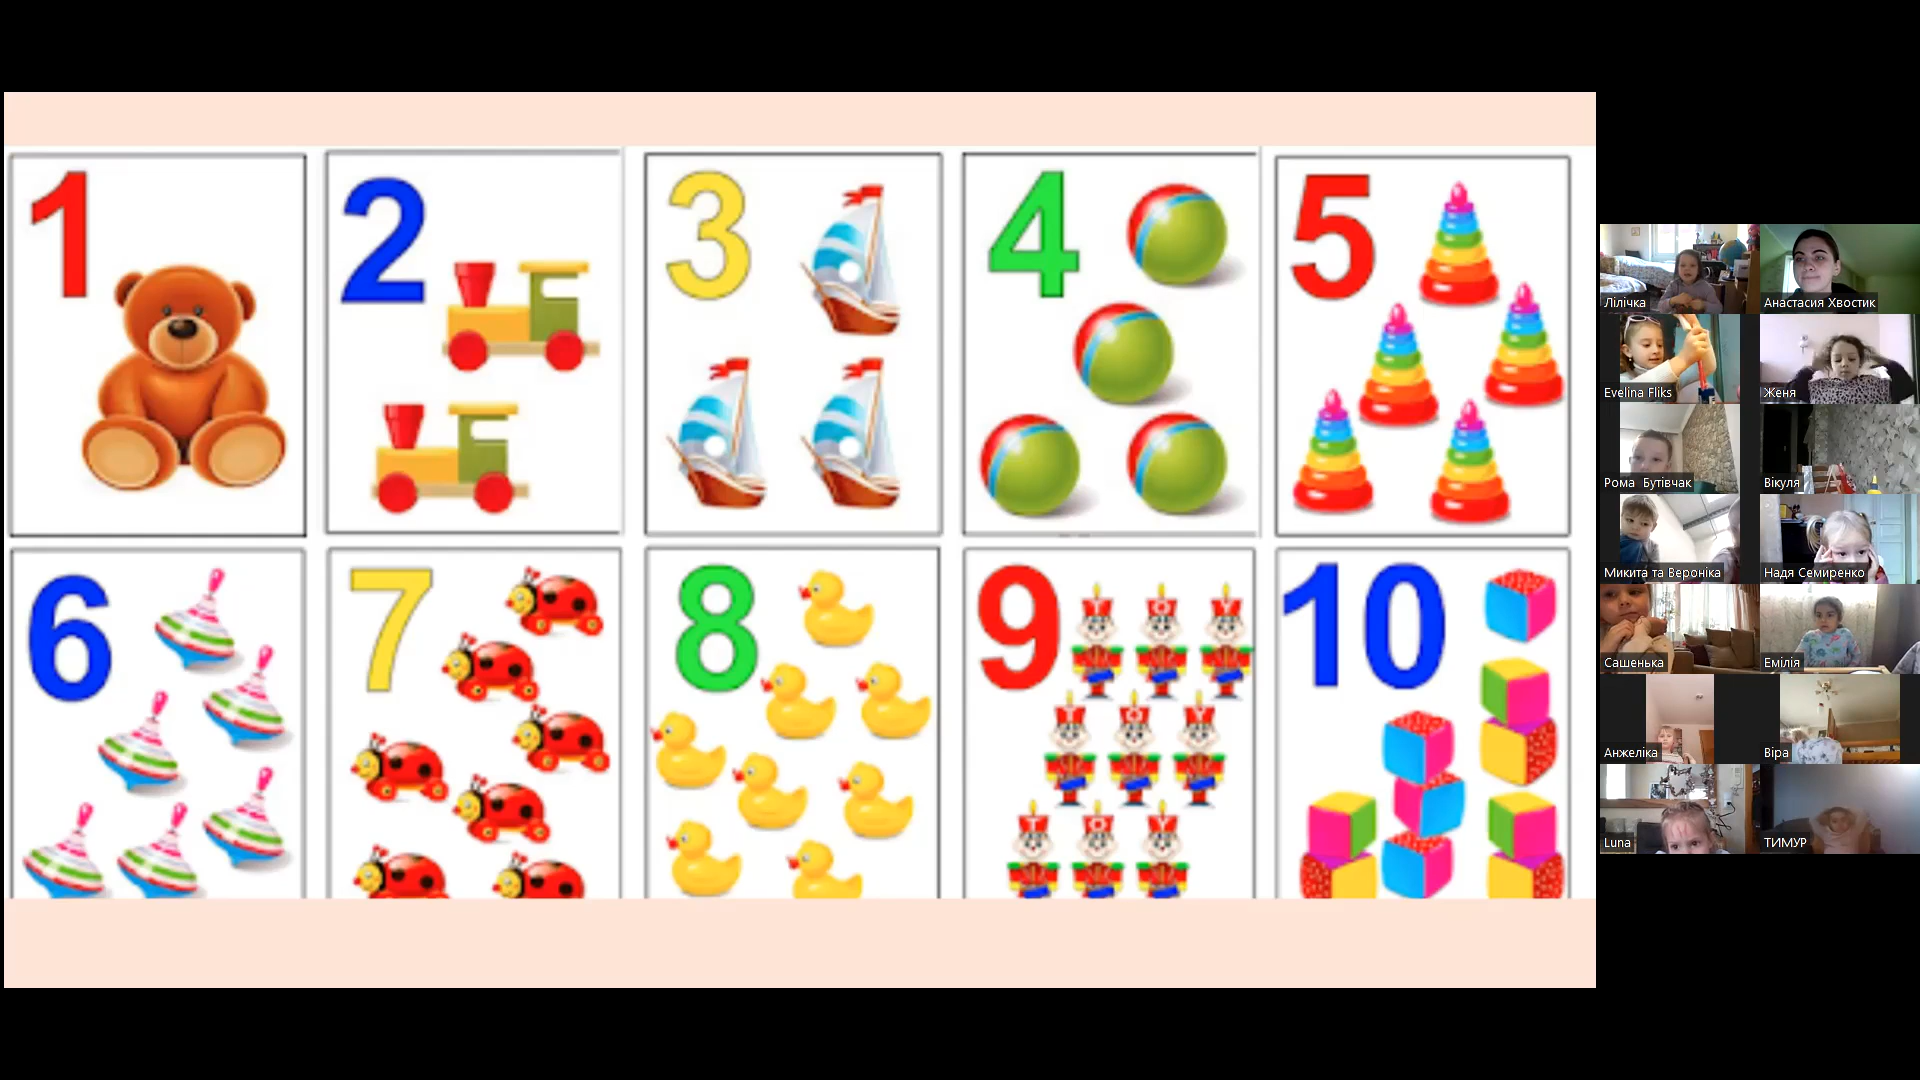 1
2
3
4
5
6
7
8
9
10
T O Y
T O Y
T O Y
Лілічка
Анастасия Хвостик
Evelina Fliks
Женя
Рома Бутівчак
Вікуля
Микита та Вероніка
Надя Семиренко
Сашенька
Емілія
Анжеліка
Віра
Luna
ТИМУР